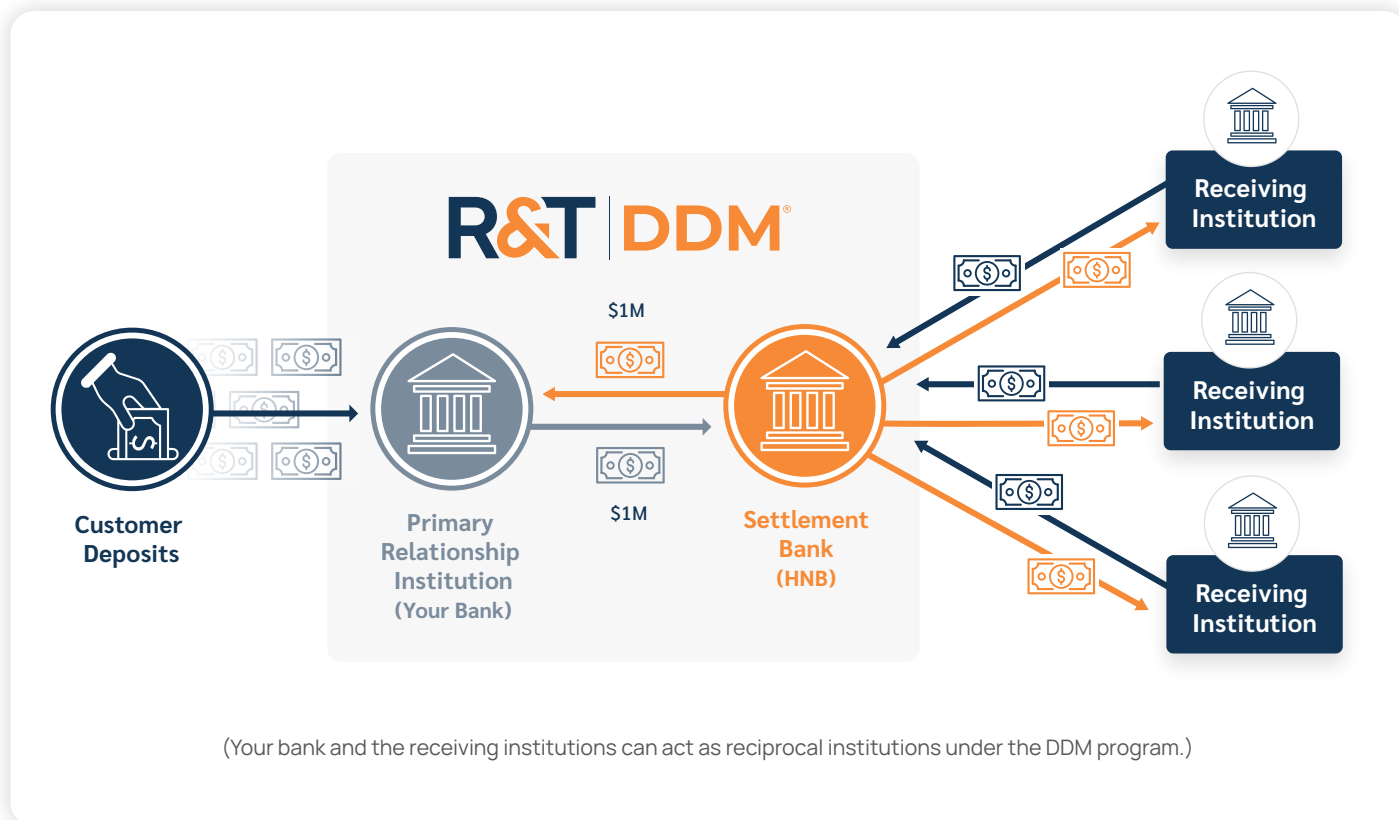 R&T | DDM®
$1M
$1M
Customer
Deposits
Primary
Relationship
Institution
(Your Bank)
Settlement
Bank
(HNB)
Receiving
Institution
Receiving
Institution
Receiving
Institution
(Your bank and the receiving institutions can act as reciprocal institutions under the DDM program.)